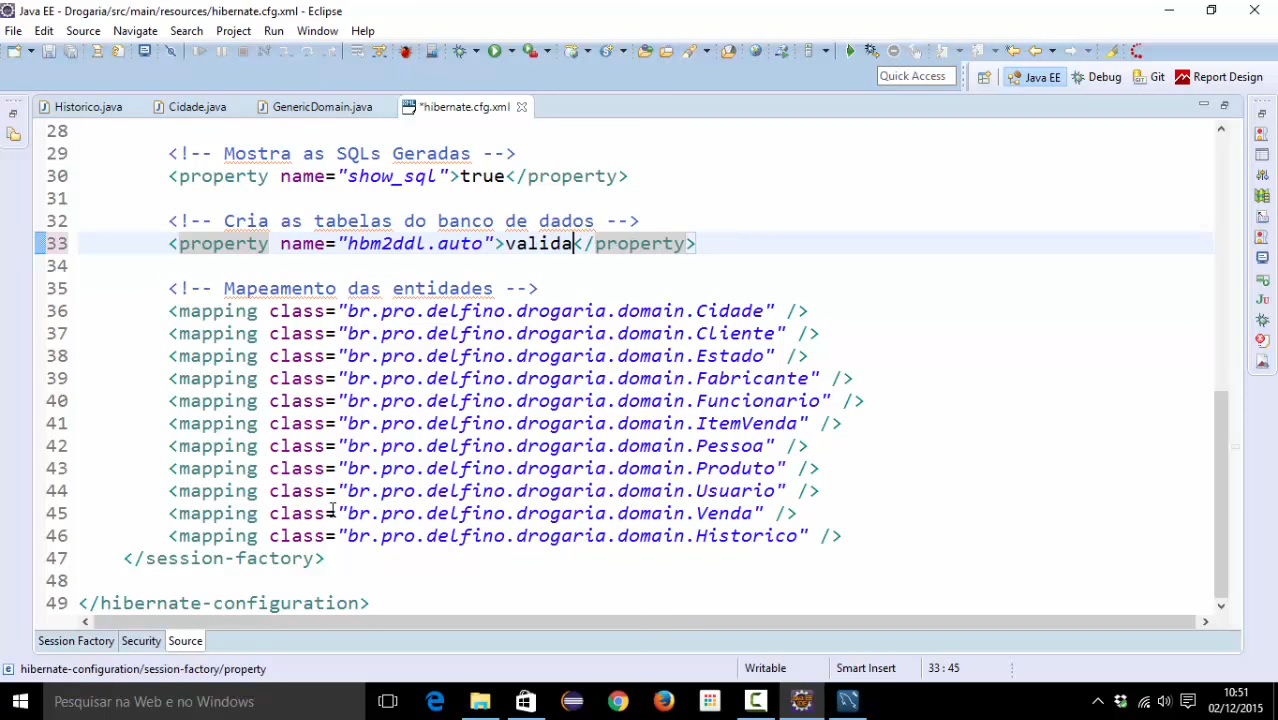 Java EE - Drogaria/src/main/resources/hibernate.cfg.xml - Eclipse
File Edit Source Navigate Search Project Run Window Help
Quick Access Java EE Debug Git Report Design
Historico.java Cidade.java GenericDomain.java *hibernate.cfg.xml
28
29 <!-- Mostra as SQLs Geradas -->
30 <property name="show_sql">true</property>
31
32 <!-- Cria as tabelas do banco de dados -->
33 <property name="hbm2ddl.auto">valida</property>
34
35 <!-- Mapeamento das entidades -->
36 <mapping class="br.pro.delfino.drogaria.domain.Cidade" />
37 <mapping class="br.pro.delfino.drogaria.domain.Cliente" />
38 <mapping class="br.pro.delfino.drogaria.domain.Estado" />
39 <mapping class="br.pro.delfino.drogaria.domain.Fabricante" />
40 <mapping class="br.pro.delfino.drogaria.domain.Funcionario" />
41 <mapping class="br.pro.delfino.drogaria.domain.ItemVenda" />
42 <mapping class="br.pro.delfino.drogaria.domain.Pessoa" />
43 <mapping class="br.pro.delfino.drogaria.domain.Produto" />
44 <mapping class="br.pro.delfino.drogaria.domain.Usuario" />
45 <mapping class="br.pro.delfino.drogaria.domain.Venda" />
46 <mapping class="br.pro.delfino.drogaria.domain.Historico" />
47 </session-factory>
48
49 </hibernate-configuration>
Session Factory Security Source
hibernate-configuration/session-factory/property Writable Smart Insert 33 : 45
Pesquisar na Web e no Windows
10:51
02/12/2015